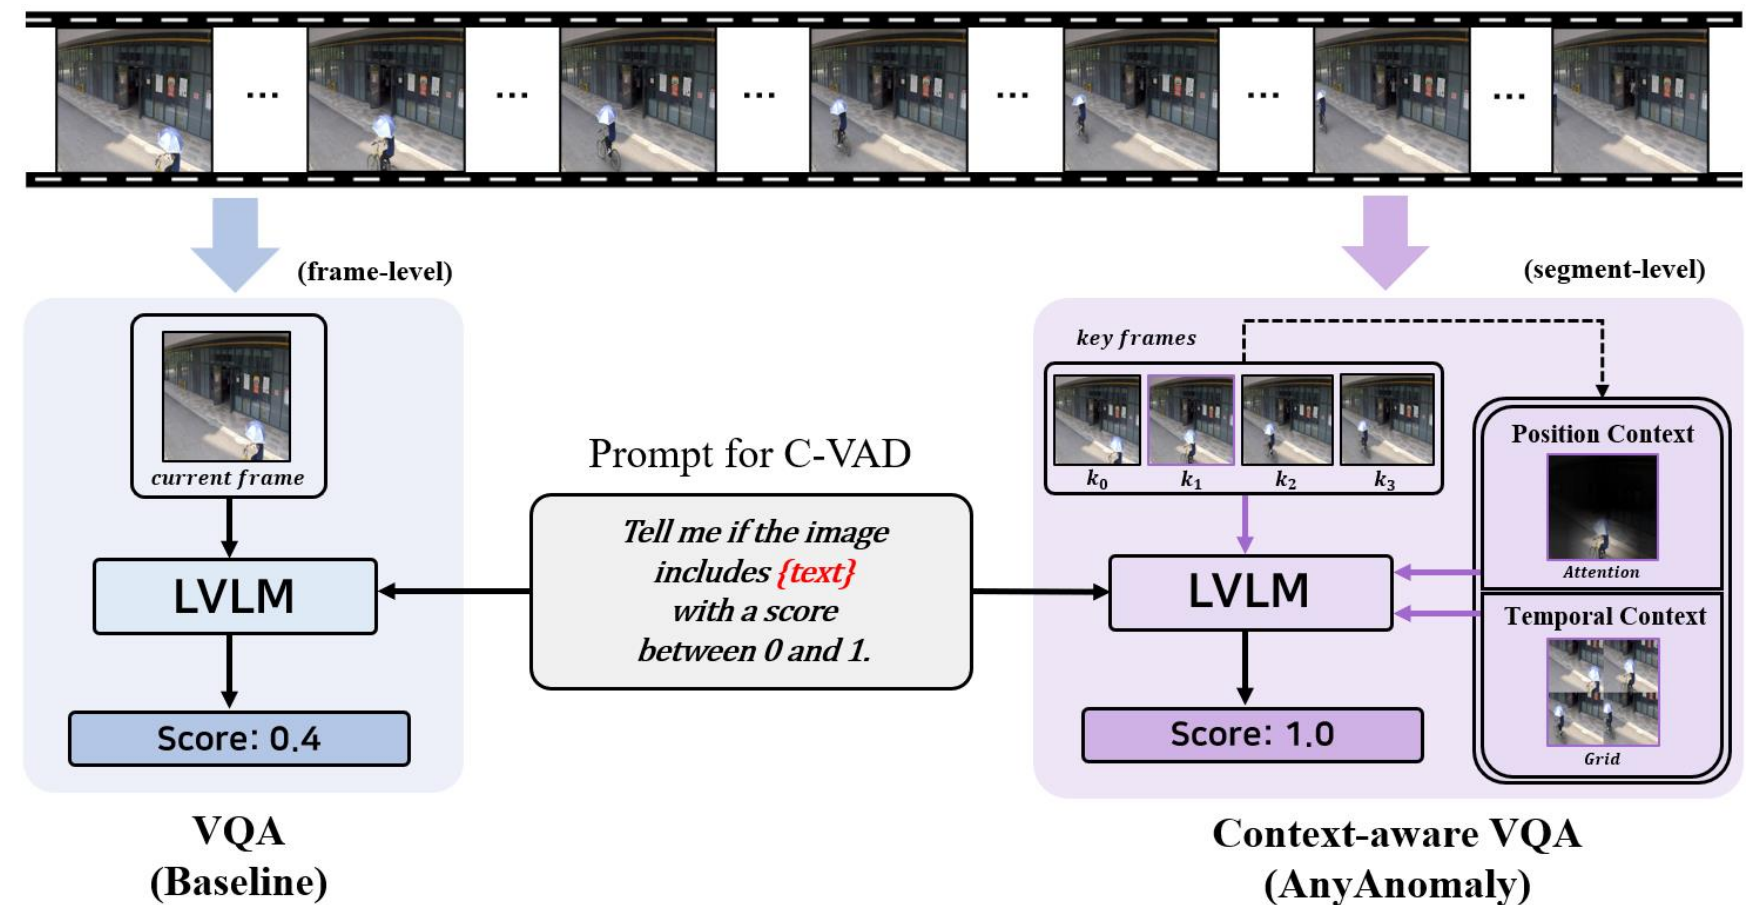 ... ... ... ... ... ...
(frame-level)
(segment-level)
current frame
LVLM
Score: 0.4
VQA
(Baseline)
Prompt for C-VAD
Tell me if the image
includes {text}
with a score
between 0 and 1.
key frames
k₀ k₁ k₂ k₃
LVLM
Score: 1.0
Position Context
Attention
Temporal Context
Grid
Context-aware VQA
(AnyAnomaly)